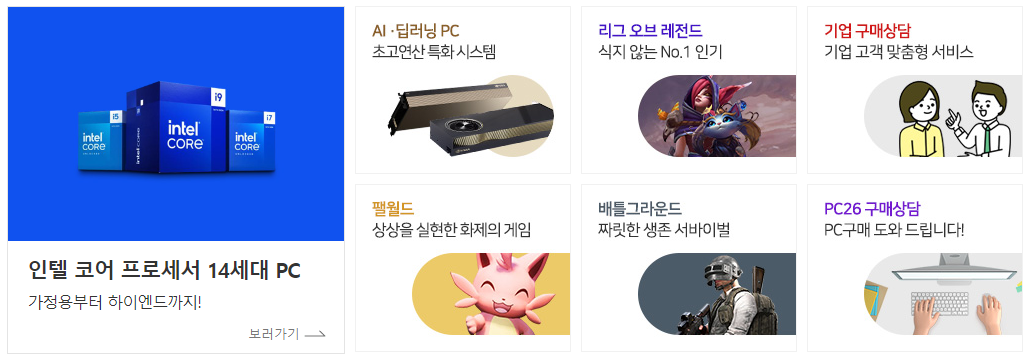 i5
i9
i7
intel
CORE
intel
CORE
intel
CORE
intel
CORE
인텔 코어 프로세서 14세대 PC
가정용부터 하이엔드까지!
보러가기
AI · 딥러닝 PC
초고연산 특화 시스템
리그 오브 레전드
식지 않는 No.1 인기
기업 구매상담
기업 고객 맞춤형 서비스
팰월드
상상을 실현한 화제의 게임
배틀그라운드
짜릿한 생존 서바이벌
PC26 구매상담
PC구매 도와 드립니다!